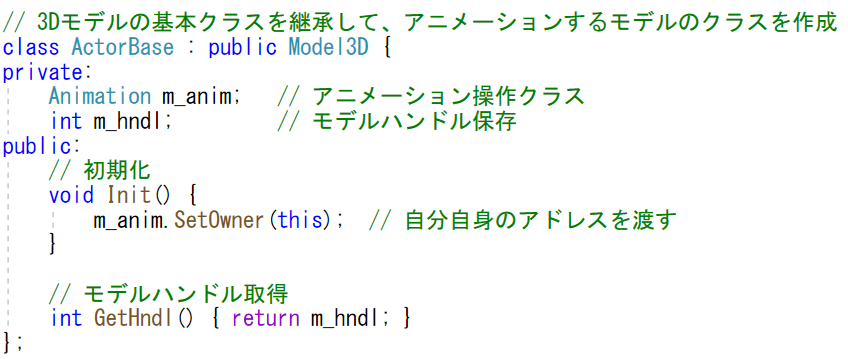 // 3Dモデルの基本クラスを継承して、アニメーションするモデルのクラスを作成
class ActorBase : public Model3D {
private:
    Animation m_anim;   // アニメーション操作クラス
    int m_hndl;         // モデルハンドル保存
public:
    // 初期化
    void Init() {
        m_anim.SetOwner(this);  // 自分自身のアドレスを渡す
    }

    // モデルハンドル取得
    int GetHndl() { return m_hndl; }
};